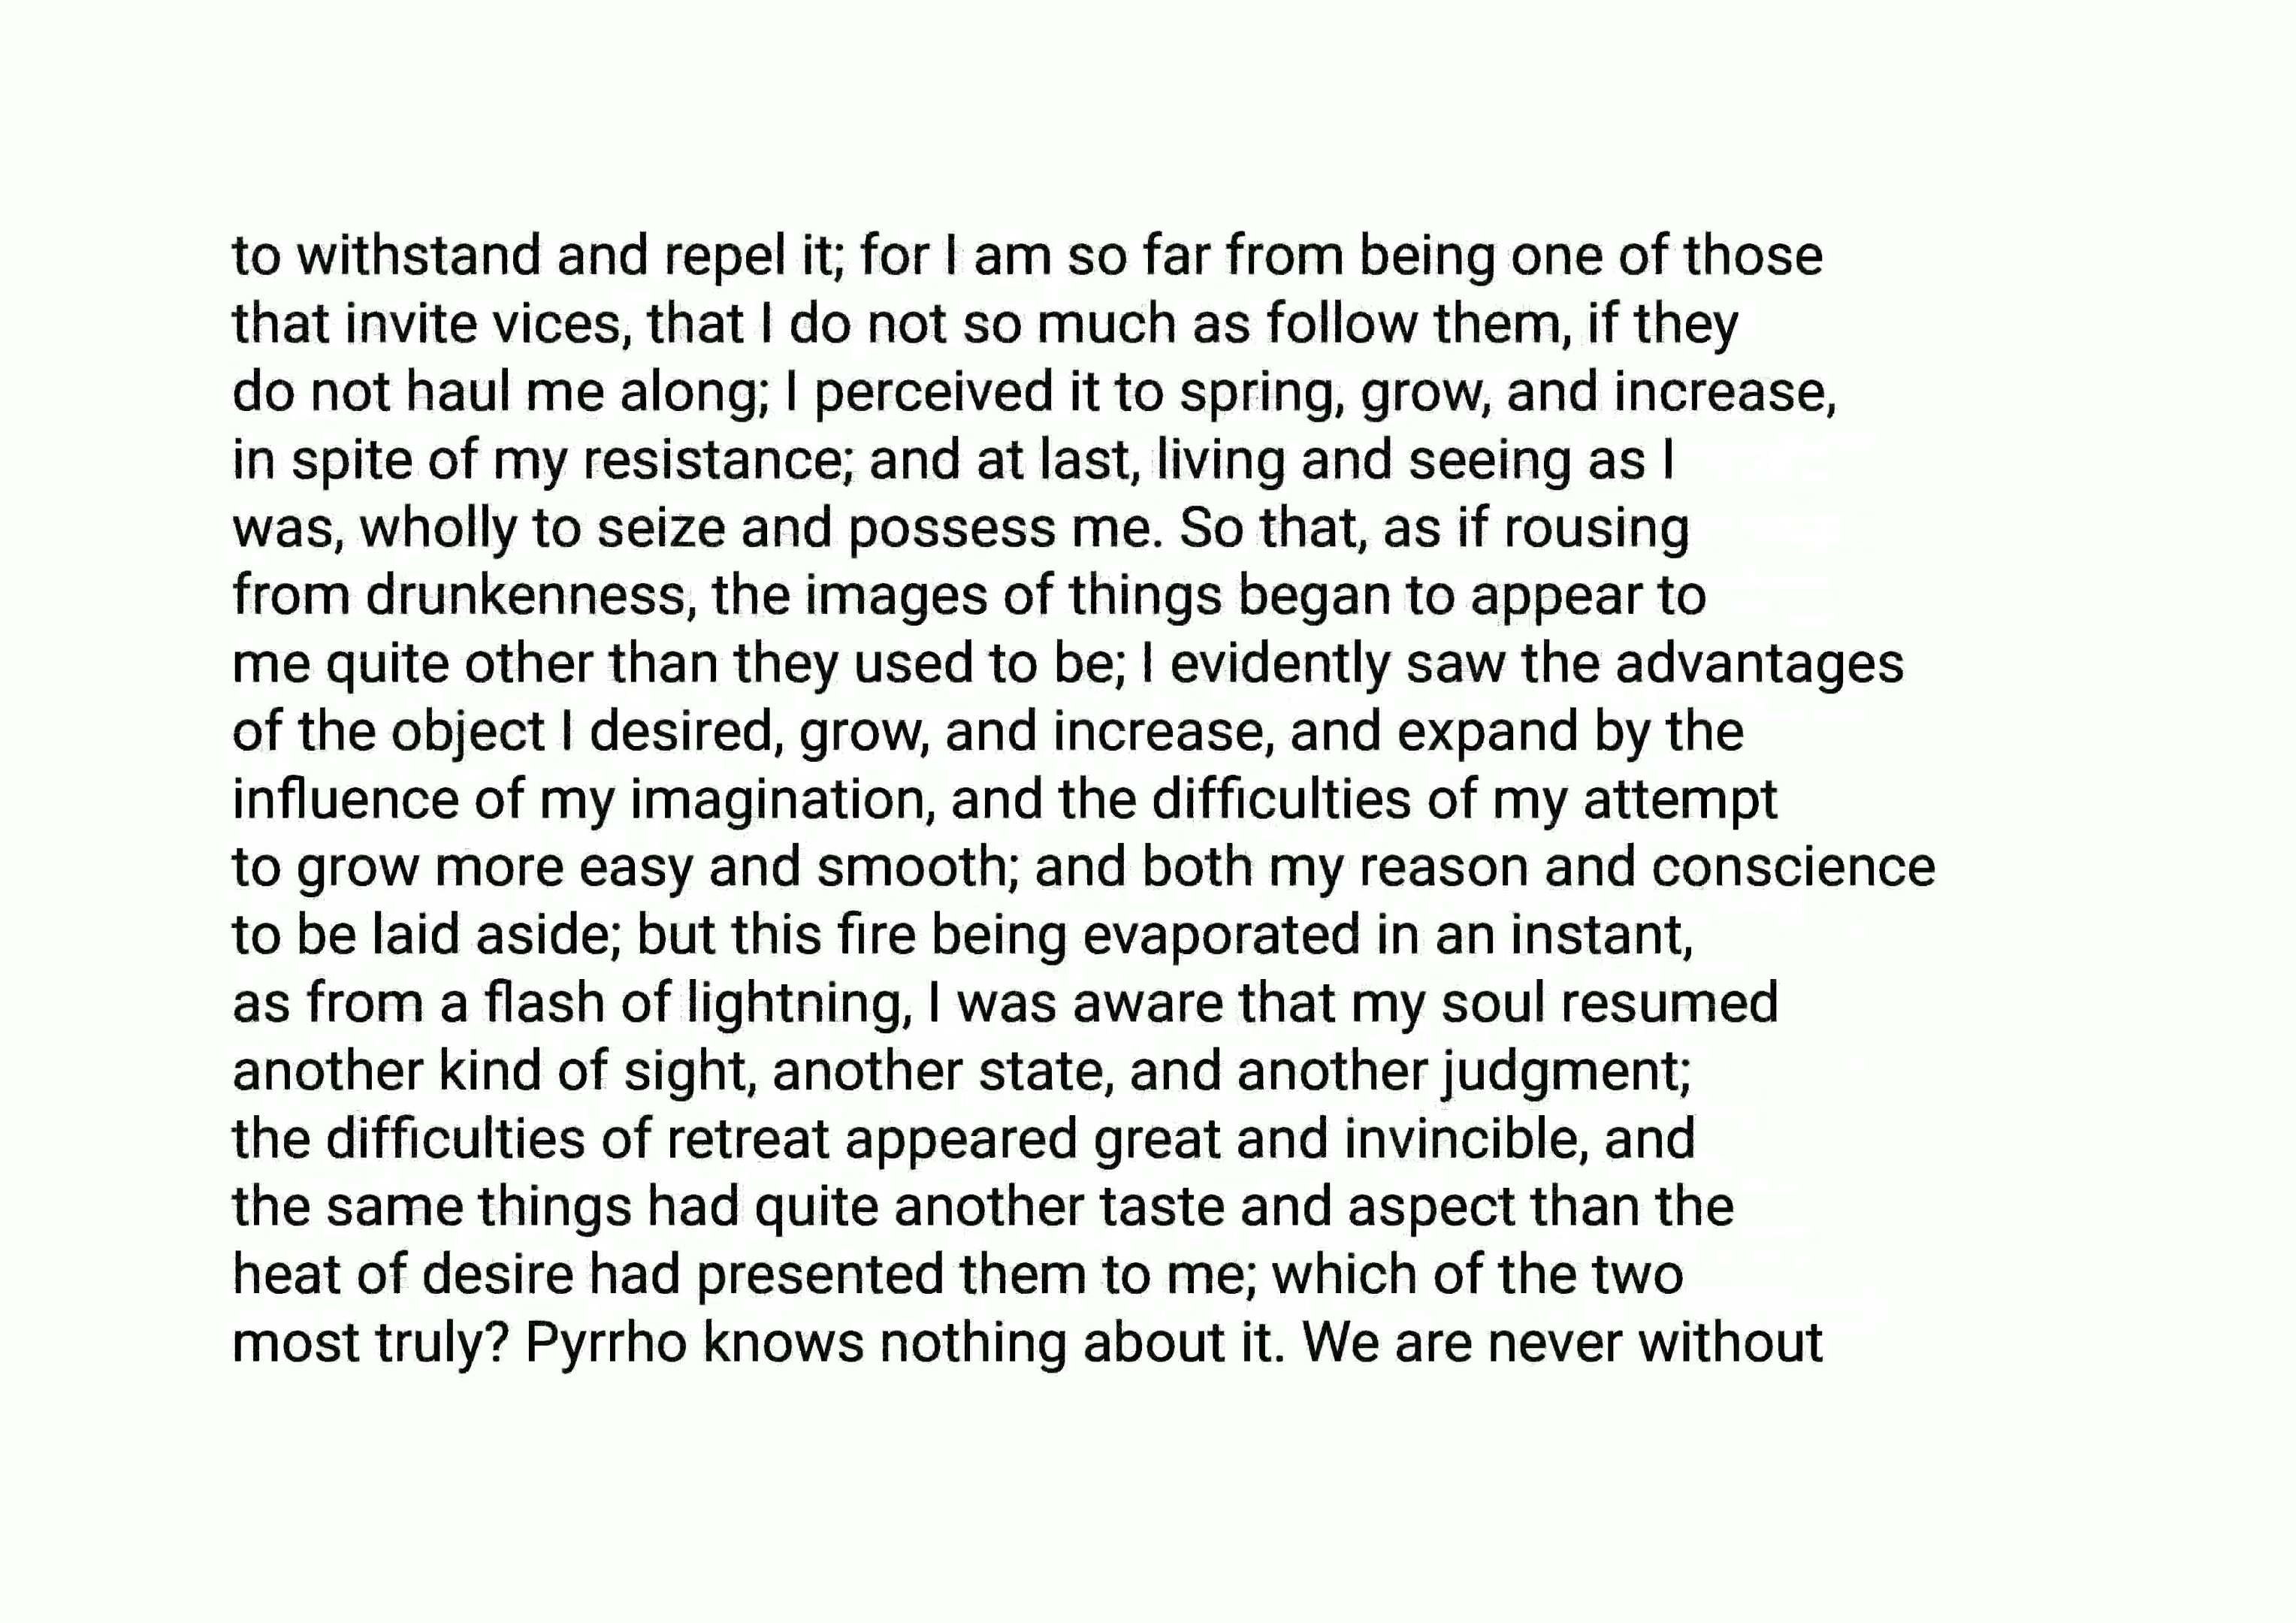 to withstand and repel it; for I am so far from being one of those
that invite vices, that I do not so much as follow them, if they
do not haul me along; I perceived it to spring, grow, and increase,
in spite of my resistance; and at last, living and seeing as I
was, wholly to seize and possess me. So that, as if rousing
from drunkenness, the images of things began to appear to
me quite other than they used to be; I evidently saw the advantages
of the object I desired, grow, and increase, and expand by the
influence of my imagination, and the difficulties of my attempt
to grow more easy and smooth; and both my reason and conscience
to be laid aside; but this fire being evaporated in an instant,
as from a flash of lightning, I was aware that my soul resumed
another kind of sight, another state, and another judgment;
the difficulties of retreat appeared great and invincible, and
the same things had quite another taste and aspect than the
heat of desire had presented them to me; which of the two
most truly? Pyrrho knows nothing about it. We are never without